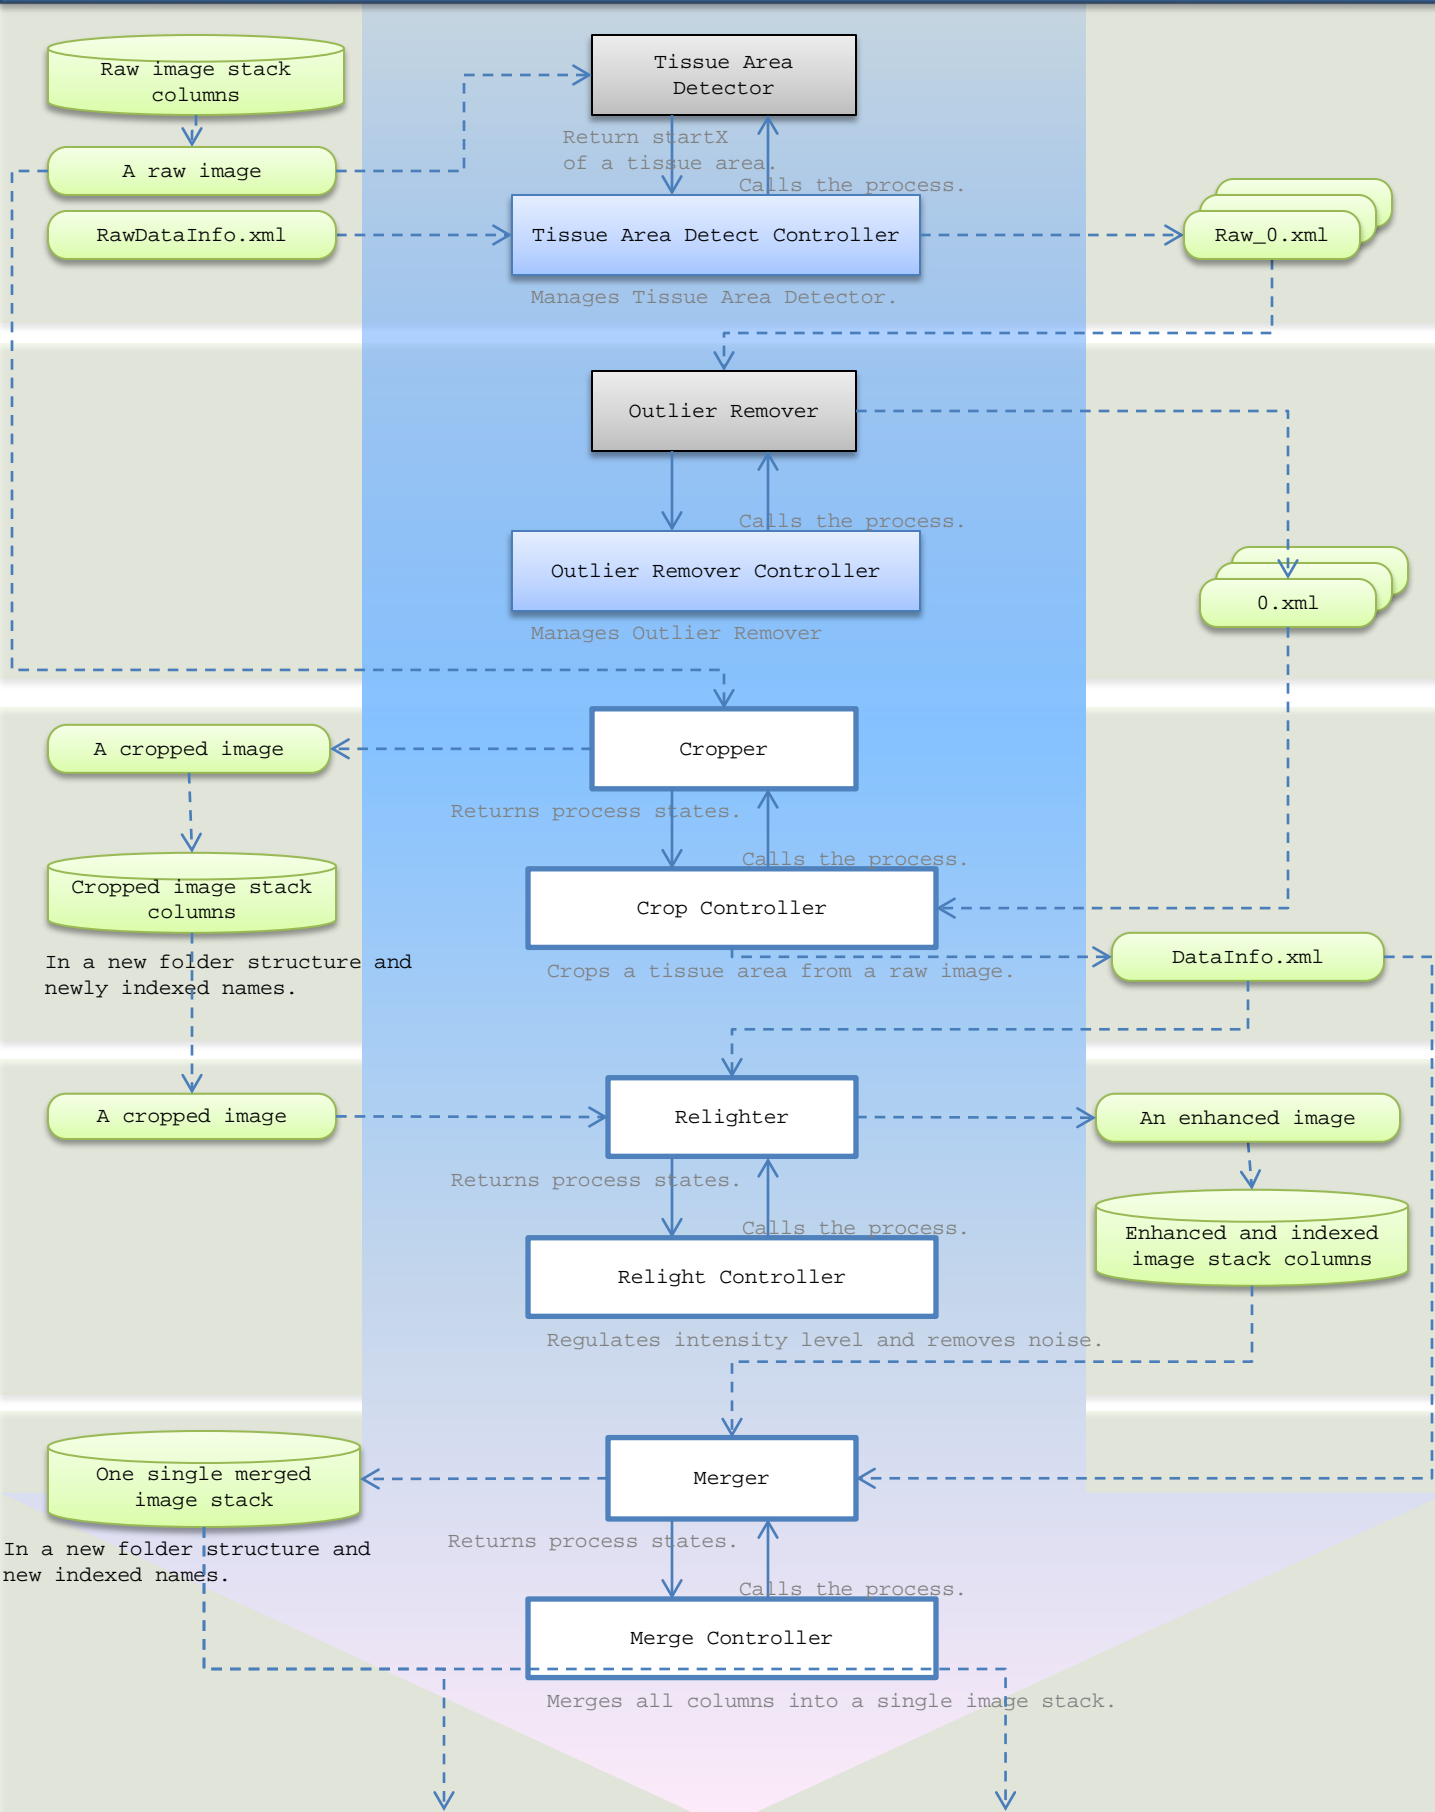 Raw image stack
columns
Tissue Area
Detector
Return startX
of a tissue area.
A raw image
Calls the process.
RawDataInfo.xml
Tissue Area Detect Controller
Raw_0.xml
Manages Tissue Area Detector.
Outlier Remover
Calls the process.
Outlier Remover Controller
0.xml
Manages Outlier Remover
A cropped image
Cropper
Returns process states.
Calls the process.
Cropped image stack
columns
Crop Controller
In a new folder structure and
newly indexed names.
Crops a tissue area from a raw image.
DataInfo.xml
A cropped image
Relighter
An enhanced image
Returns process states.
Calls the process.
Enhanced and indexed
image stack columns
Relight Controller
Regulates intensity level and removes noise.
One single merged
image stack
Merger
In a new folder structure and
new indexed names.
Returns process states.
Calls the process.
Merge Controller
Merges all columns into a single image stack.